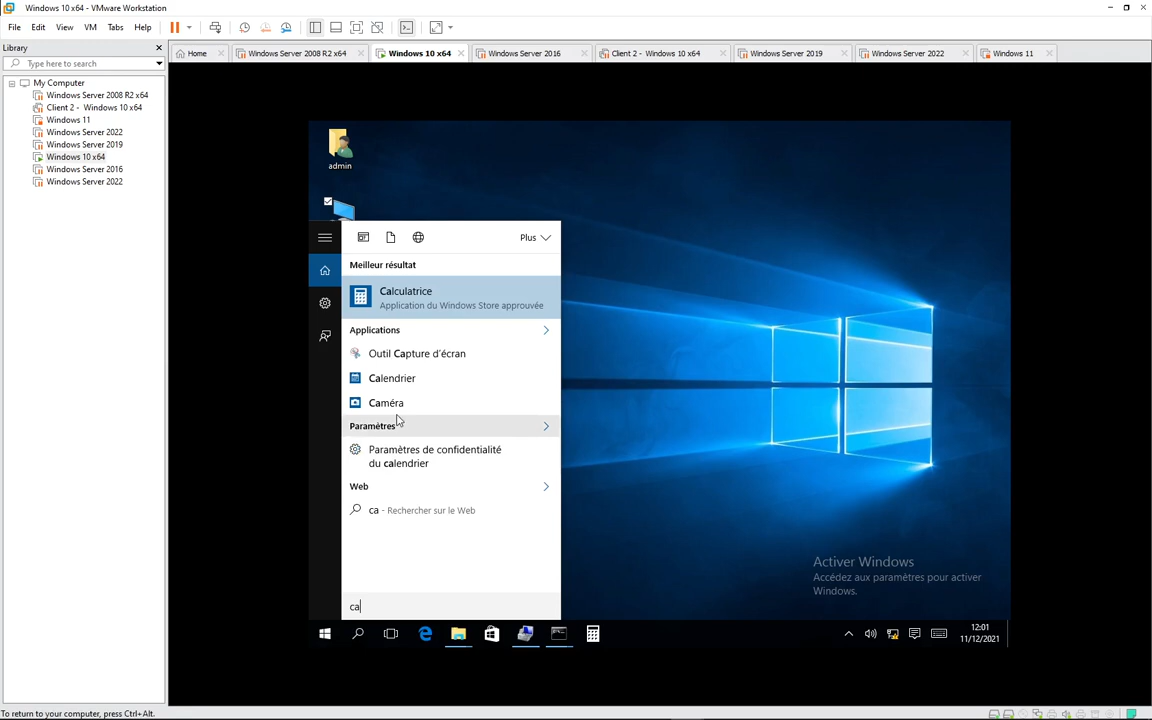 Windows 10 x64 - VMware Workstation
File Edit View VM Tabs Help
Library
Type here to search
My Computer
Windows Server 2008 R2 x64
Client 2 - Windows 10 x64
Windows 11
Windows Server 2022
Windows Server 2019
Windows 10 x64
Windows Server 2016
Windows Server 2022
Home Windows Server 2008 R2 x64 Windows 10 x64 Windows Server 2016 Client 2 - Windows 10 x64 Windows Server 2019 Windows Server 2022 Windows 11
admin
Plus
Meilleur résultat
Calculatrice
Application du Windows Store approuvée
Applications
Outil Capture d'écran
Calendrier
Caméra
Paramètres
Paramètres de confidentialité
du calendrier
Web
ca - Rechercher sur le Web
ca
Activer Windows
Accédez aux paramètres pour activer
Windows.
12:01
11/12/2021
To return to your computer, press Ctrl+Alt.